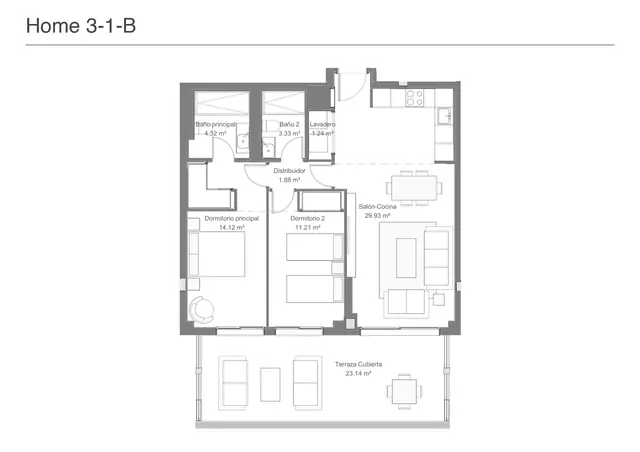 Home 3-1-B
Baño principal
4.32 m²
Baño 2
3.33 m²
Lavadero
1.24 m²
Distribuidor
1.88 m²
Salón-Cocina
29.93 m²
Dormitorio principal
14.12 m²
Dormitorio 2
11.21 m²
Terraza Cubierta
23.14 m²